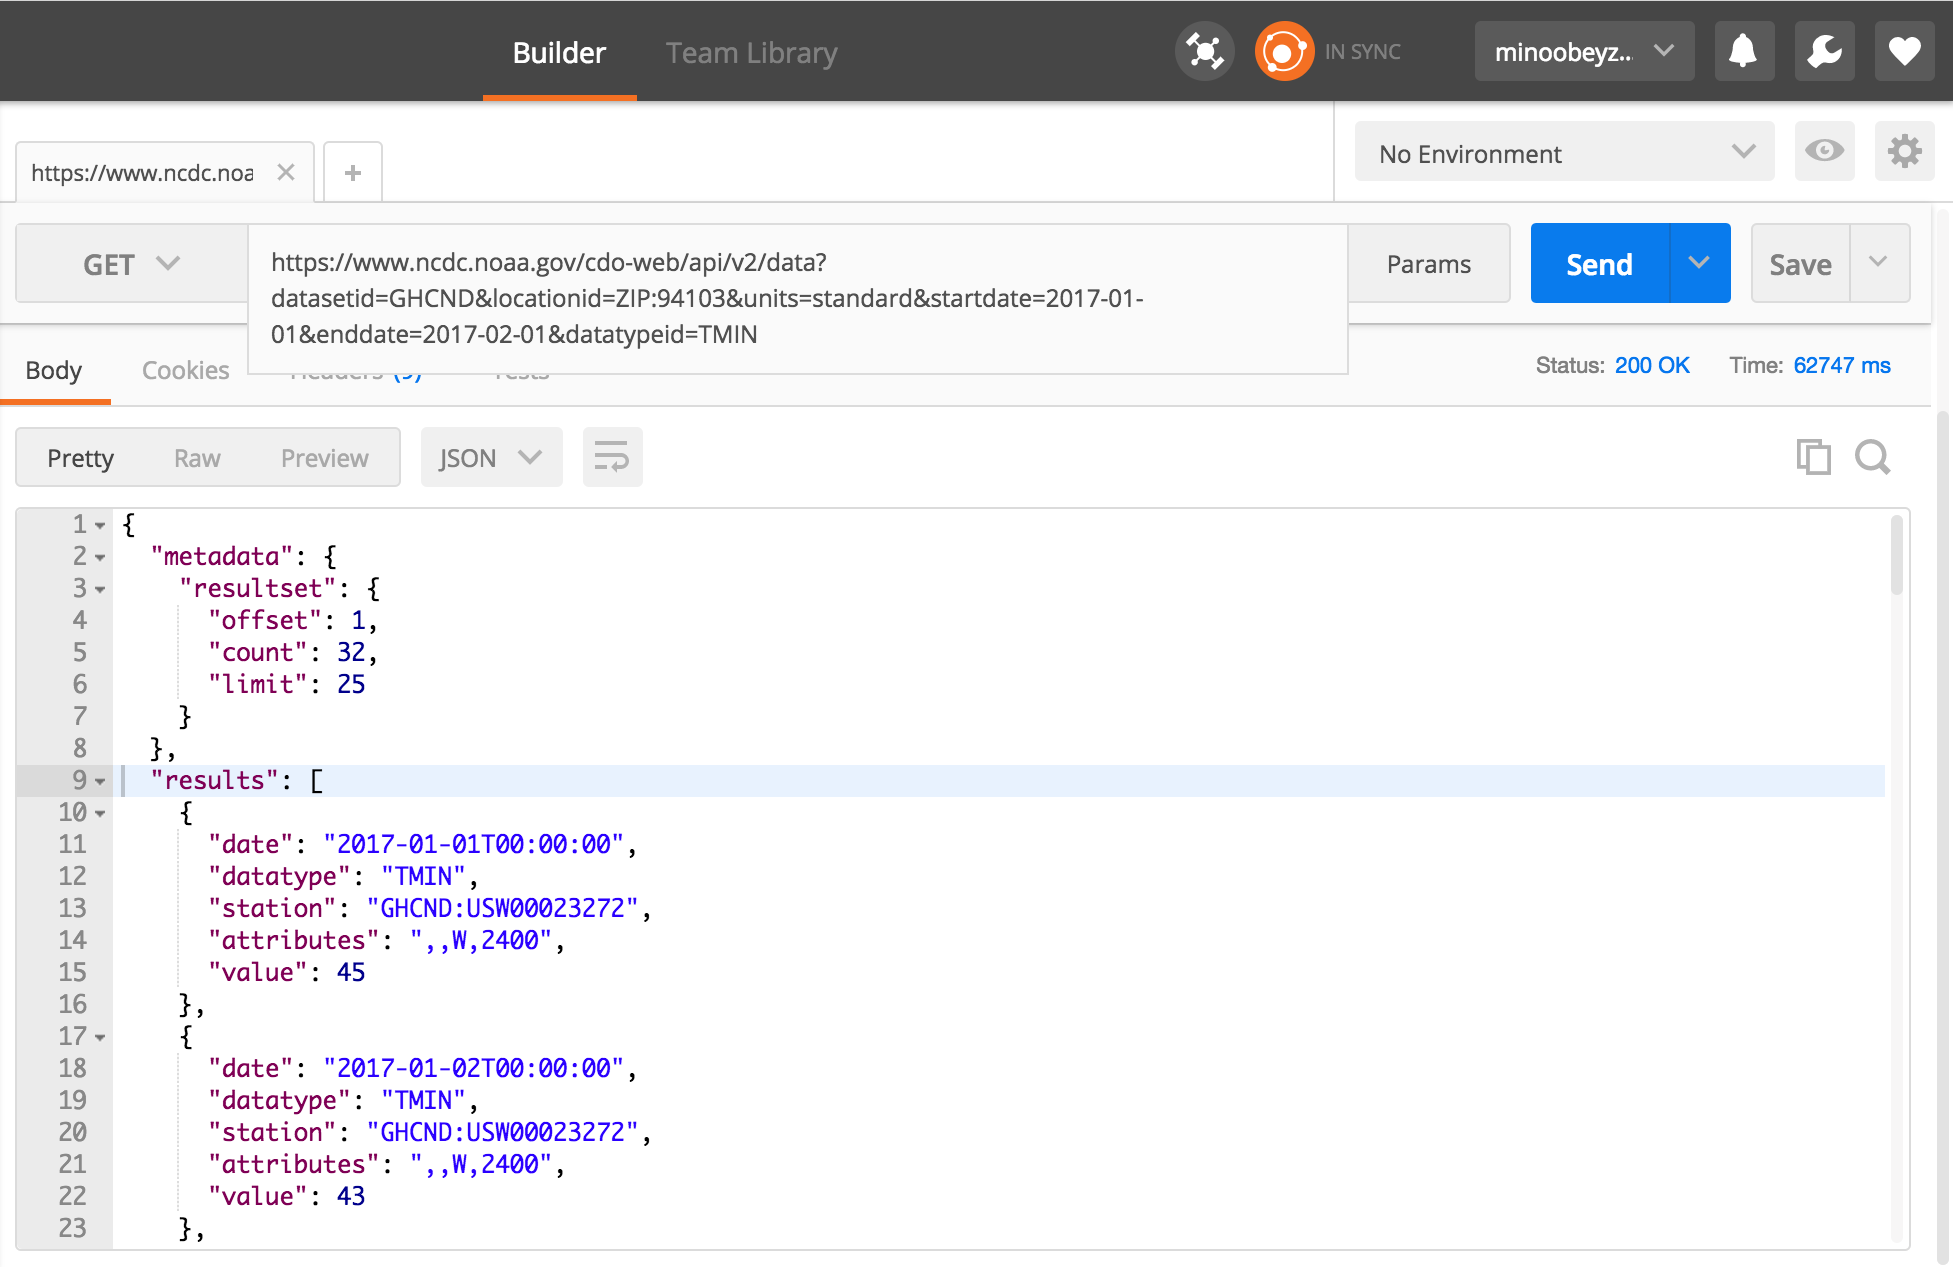 Builder Team Library IN SYNC minoobeyz...
https://www.ncdc.noa No Environment
GET https://www.ncdc.noaa.gov/cdo-web/api/v2/data? Params Send Save
datasetid=GHCND&locationid=ZIP:94103&units=standard&startdate=2017-01-
01&enddate=2017-02-01&datatypeid=TMIN
Body Cookies Headers (9) Tests Status: 200 OK Time: 62747 ms
Pretty Raw Preview JSON
1 {
2 "metadata": {
3 "resultset": {
4 "offset": 1,
5 "count": 32,
6 "limit": 25
7 }
8 },
9 "results": [
10 {
11 "date": "2017-01-01T00:00:00",
12 "datatype": "TMIN",
13 "station": "GHCND:USW00023272",
14 "attributes": ",,W,2400",
15 "value": 45
16 },
17 {
18 "date": "2017-01-02T00:00:00",
19 "datatype": "TMIN",
20 "station": "GHCND:USW00023272",
21 "attributes": ",,W,2400",
22 "value": 43
23 },